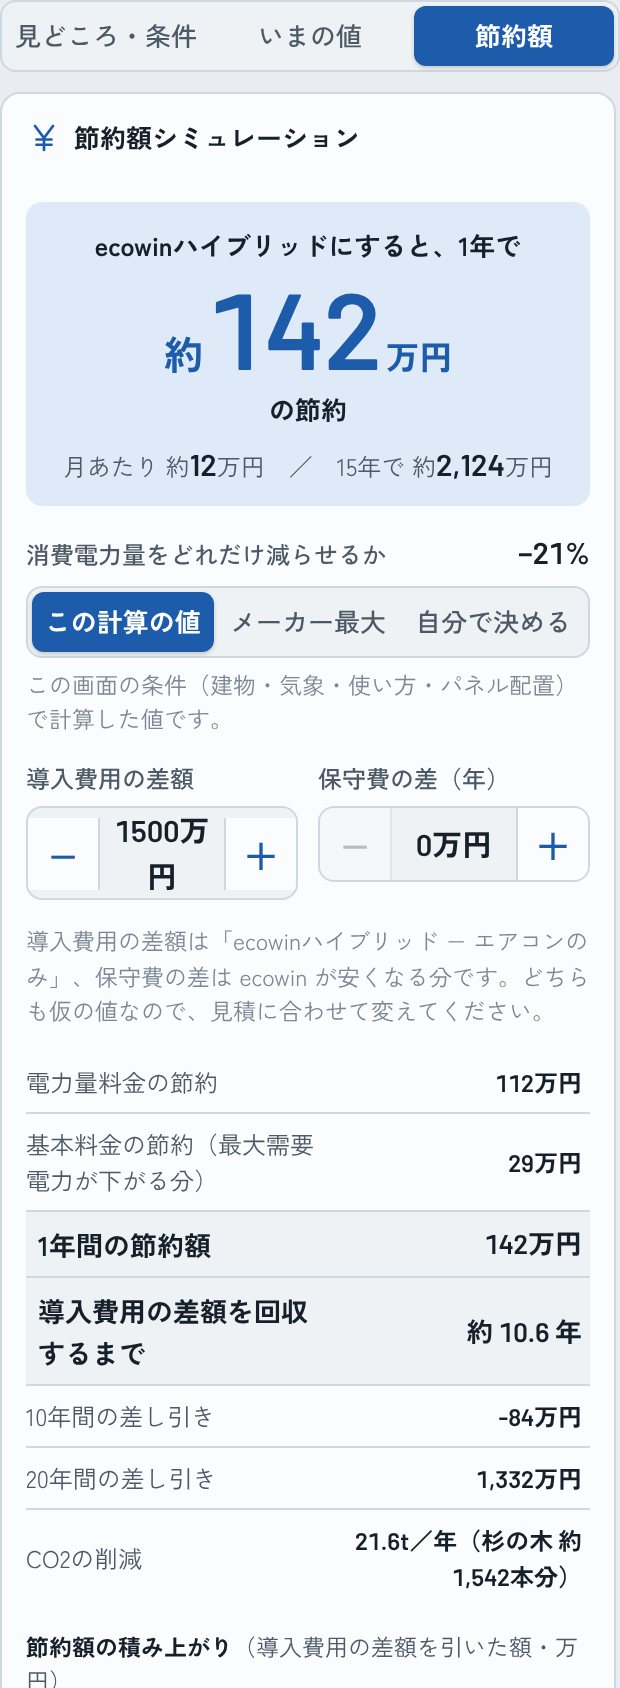 見どころ・条件 いまの値 節約額
¥ 節約額シミュレーション
ecowinハイブリッドにすると、1年で
約142万円
の節約
月あたり 約12万円 ／ 15年で 約2,124万円
消費電力量をどれだけ減らせるか −21%
この計算の値 メーカー最大 自分で決める
この画面の条件（建物・気象・使い方・パネル配置）
で計算した値です。
導入費用の差額 保守費の差（年）
− 1500万
円 +
− 0万円 +
導入費用の差額は「ecowinハイブリッド − エアコンの
み」、保守費の差は ecowin が安くなる分です。どちら
も仮の値なので、見積に合わせて変えてください。
電力量料金の節約 112万円
基本料金の節約（最大需要
電力が下がる分） 29万円
1年間の節約額 142万円
導入費用の差額を回収
するまで 約 10.6 年
10年間の差し引き -84万円
20年間の差し引き 1,332万円
CO2の削減 21.6t／年（杉の木 約
1,542本分）
節約額の積み上がり（導入費用の差額を引いた額・万
円）